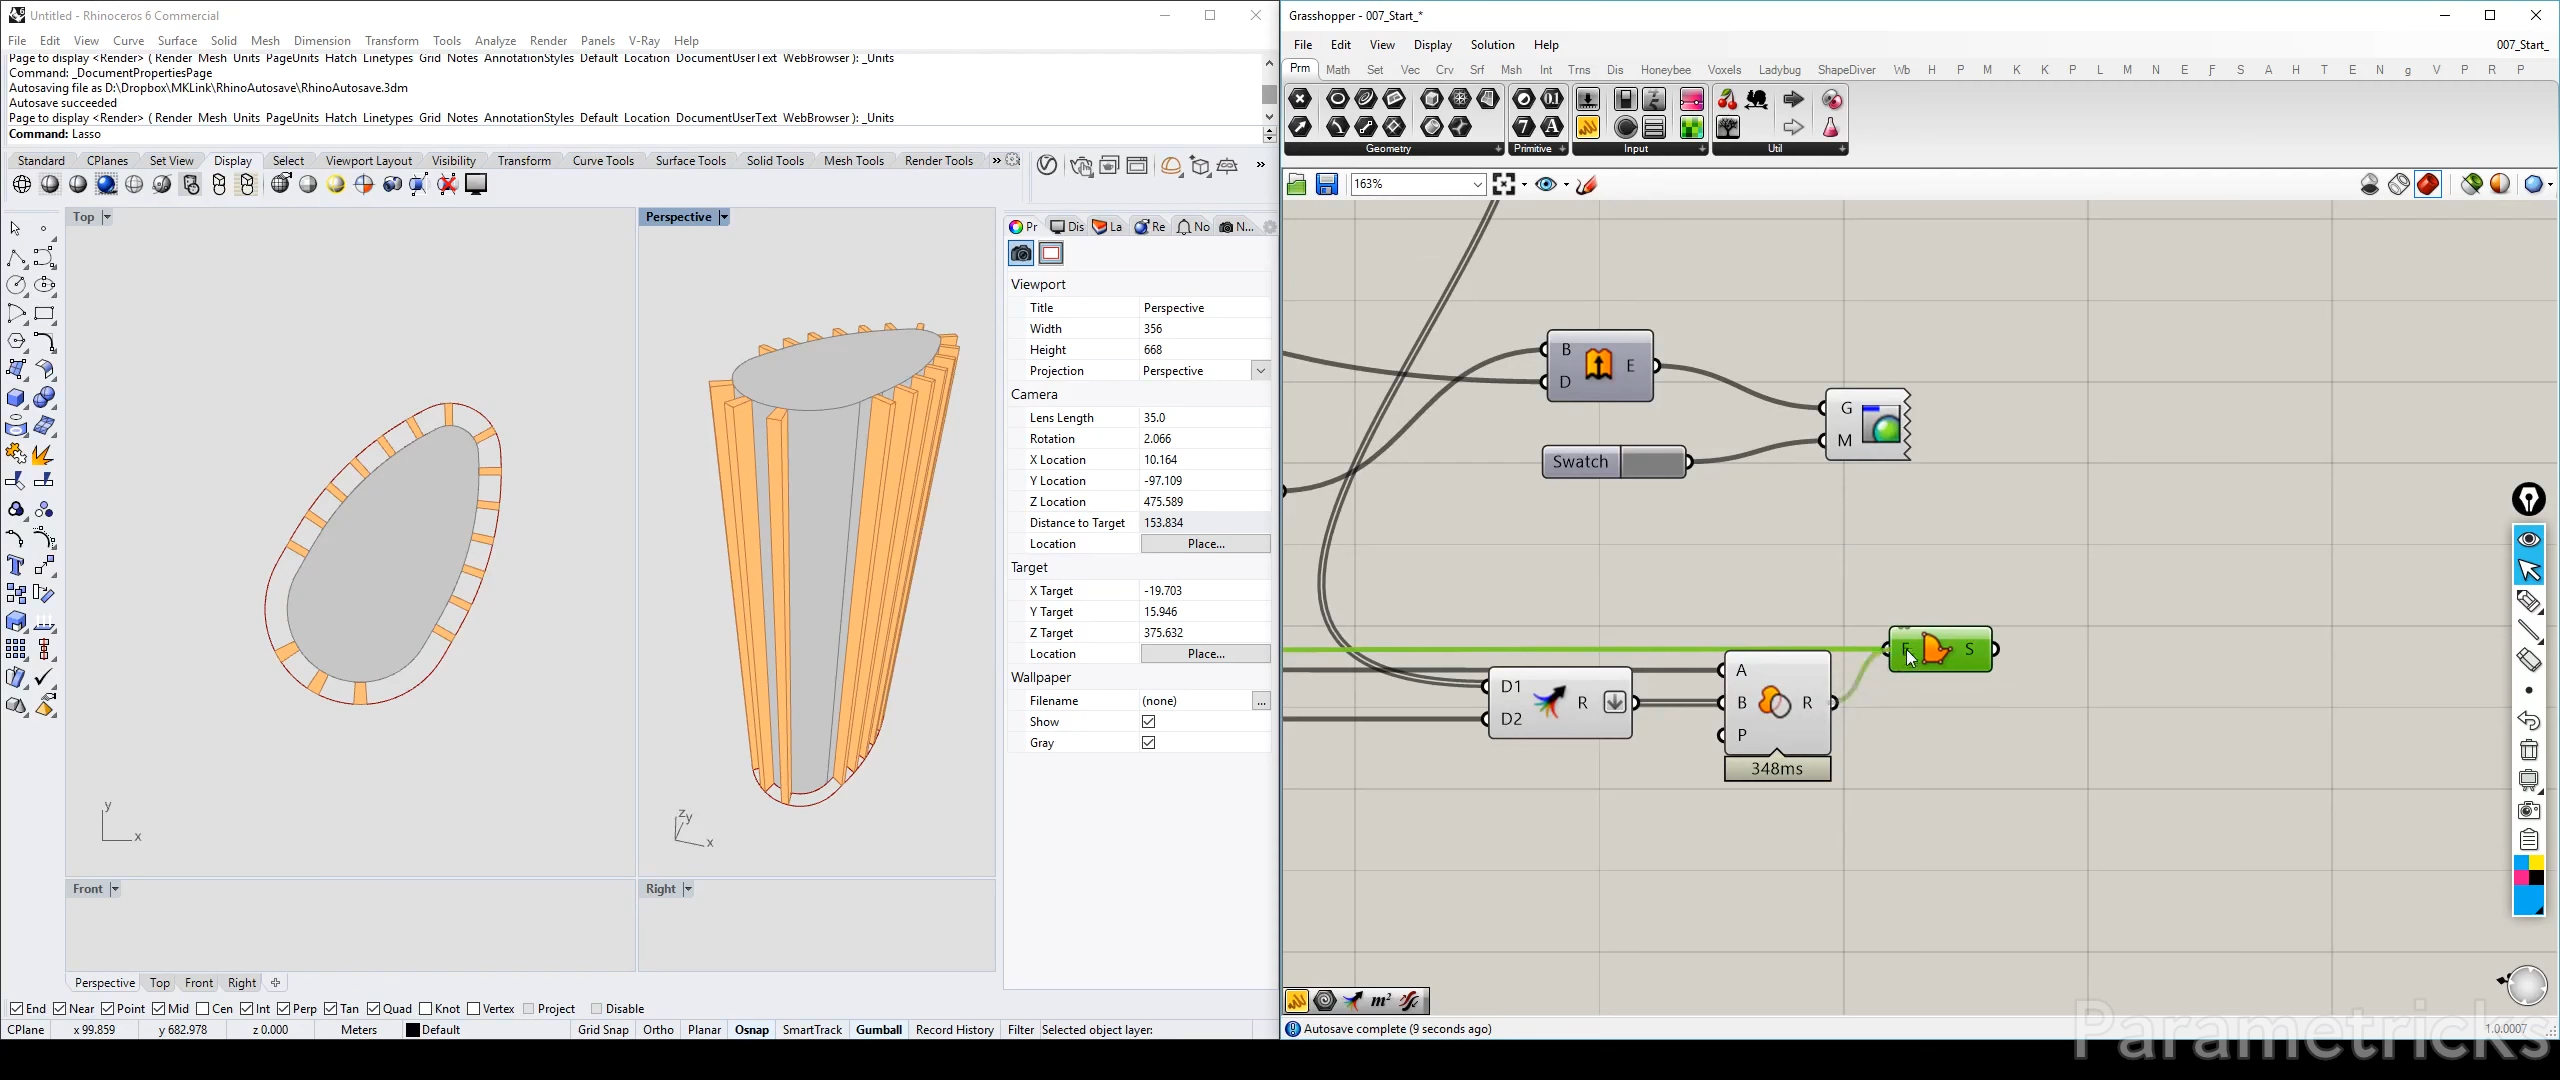 Untitled - Rhinoceros 6 Commercial
File Edit View Curve Surface Solid Mesh Dimension Transform Tools Analyze Render Panels V-Ray Help
Page to display <Render> ( Render Mesh Units PageUnits Hatch Linetypes Grid Notes AnnotationStyles Default Location DocumentUserText WebBrowser ): _Units
Command: _DocumentPropertiesPage
Autosaving file as D:\Dropbox\MKLink\RhinoAutosave\RhinoAutosave.3dm
Autosave succeeded
Page to display <Render> ( Render Mesh Units PageUnits Hatch Linetypes Grid Notes AnnotationStyles Default Location DocumentUserText WebBrowser ): _Units
Command: Lasso
Standard CPlanes Set View Display Select Viewport Layout Visibility Transform Curve Tools Surface Tools Solid Tools Mesh Tools Render Tools »
»
Top
Perspective
y
x
z y
x
Front
Right
Perspective Top Front Right
Pr Dis La Re No N...
Viewport
Title Perspective
Width 356
Height 668
Projection Perspective
Camera
Lens Length 35.0
Rotation 2.066
X Location 10.164
Y Location -97.109
Z Location 475.589
Distance to Target 153.834
Location Place...
Target
X Target -19.703
Y Target 15.946
Z Target 375.632
Location Place...
Wallpaper
Filename (none) ...
Show
Gray
End Near Point Mid Cen Int Perp Tan Quad Knot Vertex Project Disable
CPlane x 99.859 y 682.978 z 0.000 Meters Default Grid Snap Ortho Planar Osnap SmartTrack Gumball Record History Filter Selected object layer:
Grasshopper - 007_Start_*
File Edit View Display Solution Help 007_Start_
Prm Math Set Vec Crv Srf Msh Int Trns Dis Honeybee Voxels Ladybug ShapeDiver Wb H P M K K P L M N E F S A H T E N g V P R P
Geometry Primitive Input Util
163%
B
D
E
G
M
Swatch
D1
D2
R
A
B
P
R
348ms
F
S
m²
Autosave complete (9 seconds ago)
1.0.0007
Parametricks